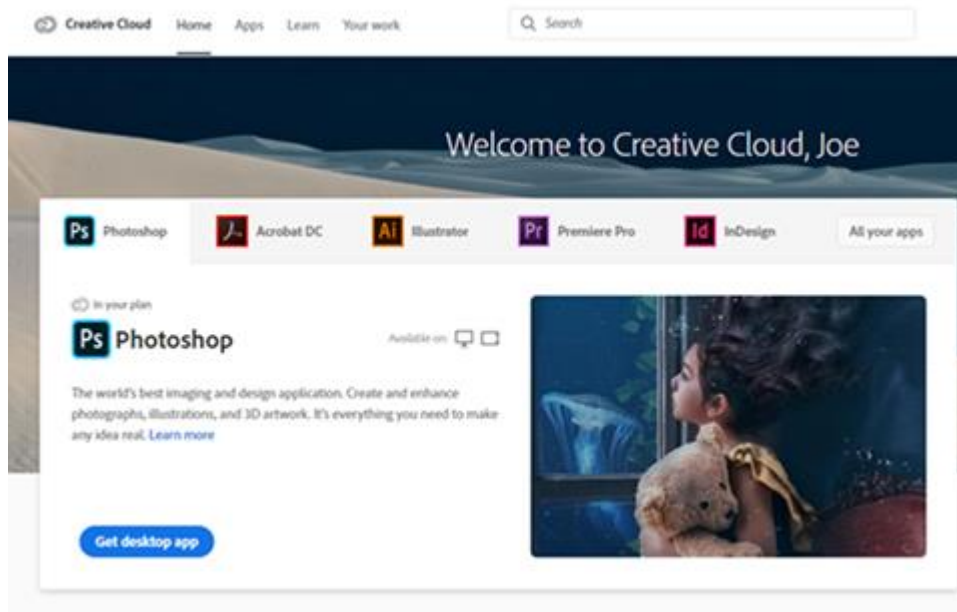 Creative Cloud Home Apps Learn Your work Search
Welcome to Creative Cloud, Joe
Ps Photoshop Acrobat DC Ai Illustrator Pr Premiere Pro Id InDesign All your apps
In your plan
Ps Photoshop Available on:
The world's best imaging and design application. Create and enhance
photographs, illustrations, and 3D artwork. It's everything you need to make
any idea real. Learn more
Get desktop app